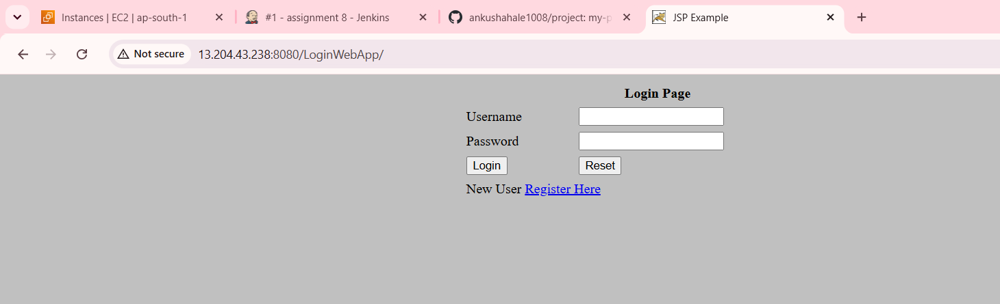 Instances | EC2 | ap-south-1
#1 - assignment 8 - Jenkins
ankushahale1008/project: my-p
JSP Example
Not secure
13.204.43.238:8080/LoginWebApp/
Login Page
Username
Password
Login
Reset
New User Register Here